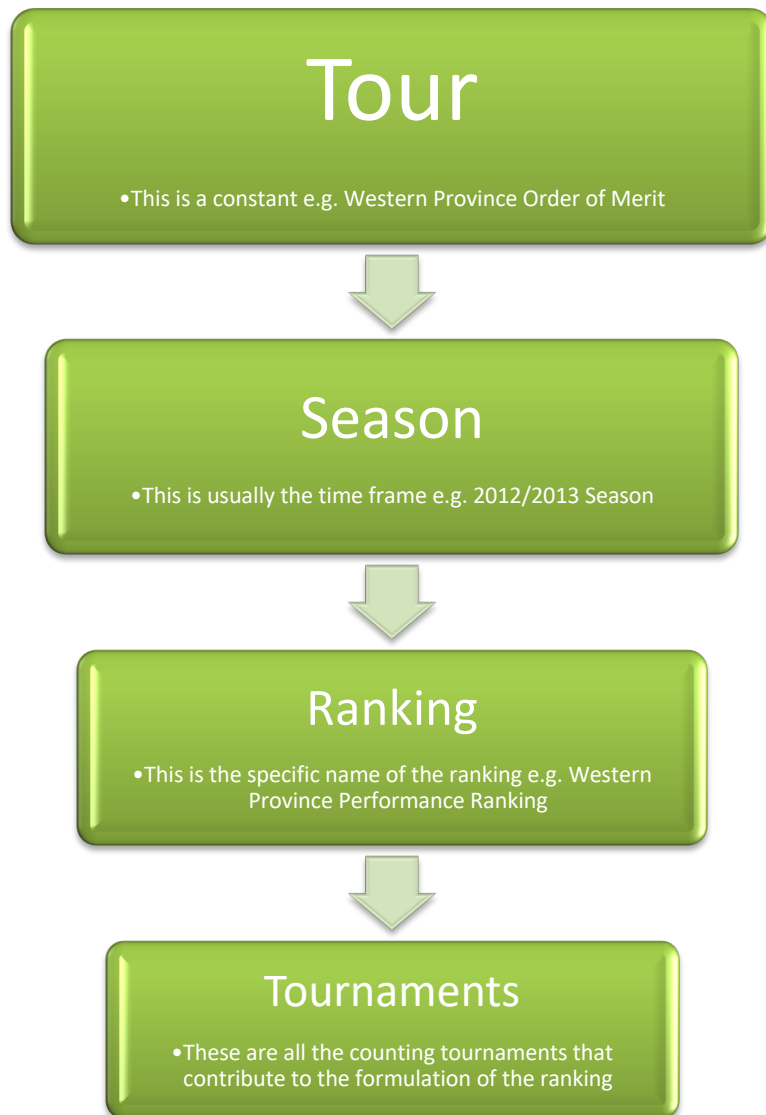 Tour
•This is a constant e.g. Western Province Order of Merit
Season
•This is usually the time frame e.g. 2012/2013 Season
Ranking
•This is the specific name of the ranking e.g. Western
Province Performance Ranking
Tournaments
•These are all the counting tournaments that
contribute to the formulation of the ranking